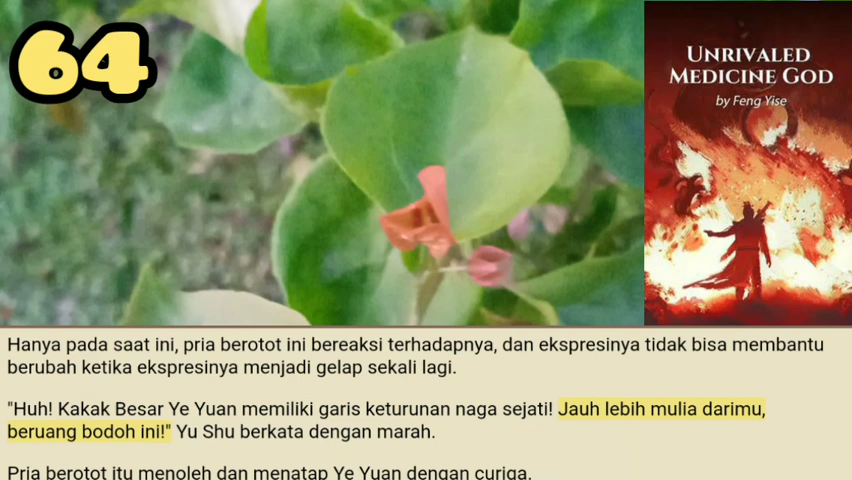 64
UNRIVALED
MEDICINE GOD
by Feng Yise
Hanya pada saat ini, pria berotot ini bereaksi terhadapnya, dan ekspresinya tidak bisa membantu
berubah ketika ekspresinya menjadi gelap sekali lagi.
"Huh! Kakak Besar Ye Yuan memiliki garis keturunan naga sejati! Jauh lebih mulia darimu,
beruang bodoh ini!" Yu Shu berkata dengan marah.
Pria berotot itu menoleh dan menatap Ye Yuan dengan curiga.